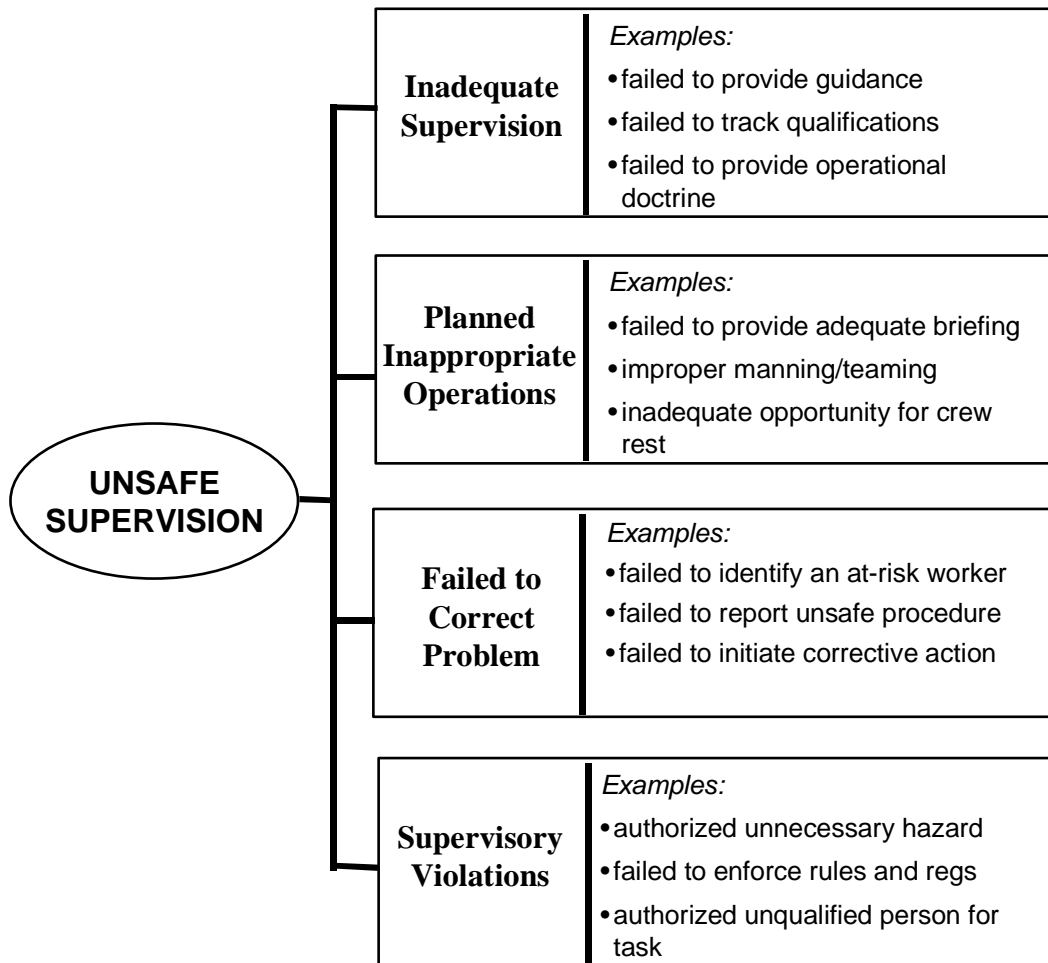 UNSAFE
SUPERVISION
Inadequate
Supervision
Examples:
•failed to provide guidance
•failed to track qualifications
•failed to provide operational
doctrine
Planned
Inappropriate
Operations
Examples:
•failed to provide adequate briefing
•improper manning/teaming
•inadequate opportunity for crew
rest
Failed to
Correct
Problem
Examples:
•failed to identify an at-risk worker
•failed to report unsafe procedure
•failed to initiate corrective action
Supervisory
Violations
Examples:
•authorized unnecessary hazard
•failed to enforce rules and regs
•authorized unqualified person for
task